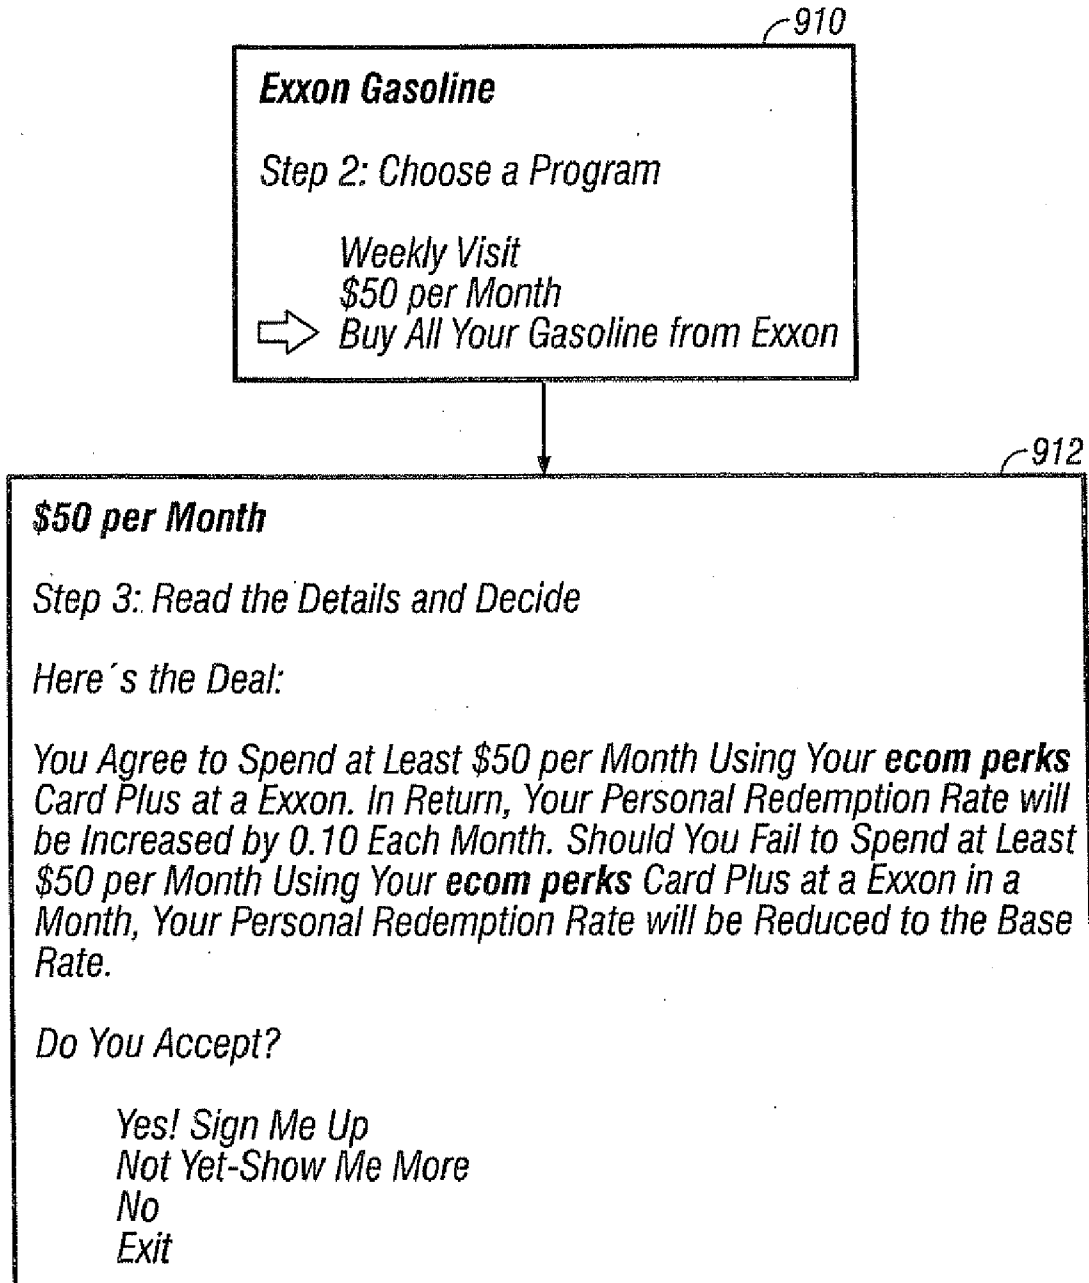 910
Exxon Gasoline
Step 2: Choose a Program
Weekly Visit
$50 per Month
Buy All Your Gasoline from Exxon
912
$50 per Month
Step 3: Read the Details and Decide
Here´s the Deal:
You Agree to Spend at Least $50 per Month Using Your ecom perks
Card Plus at a Exxon. In Return, Your Personal Redemption Rate will
be Increased by 0.10 Each Month. Should You Fail to Spend at Least
$50 per Month Using Your ecom perks Card Plus at a Exxon in a
Month, Your Personal Redemption Rate will be Reduced to the Base
Rate.
Do You Accept?
Yes! Sign Me Up
Not Yet-Show Me More
No
Exit